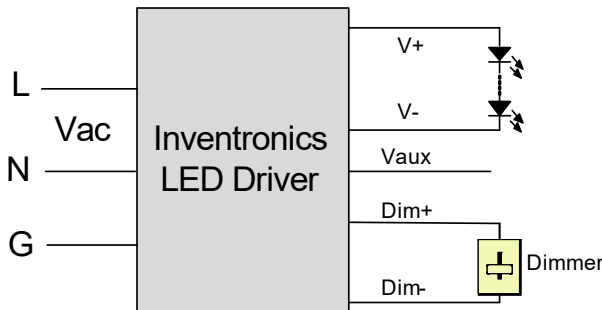 L
Vac
N
G
Inventronics
LED Driver
V+
V-
Vaux
Dim+
Dimmer
Dim-